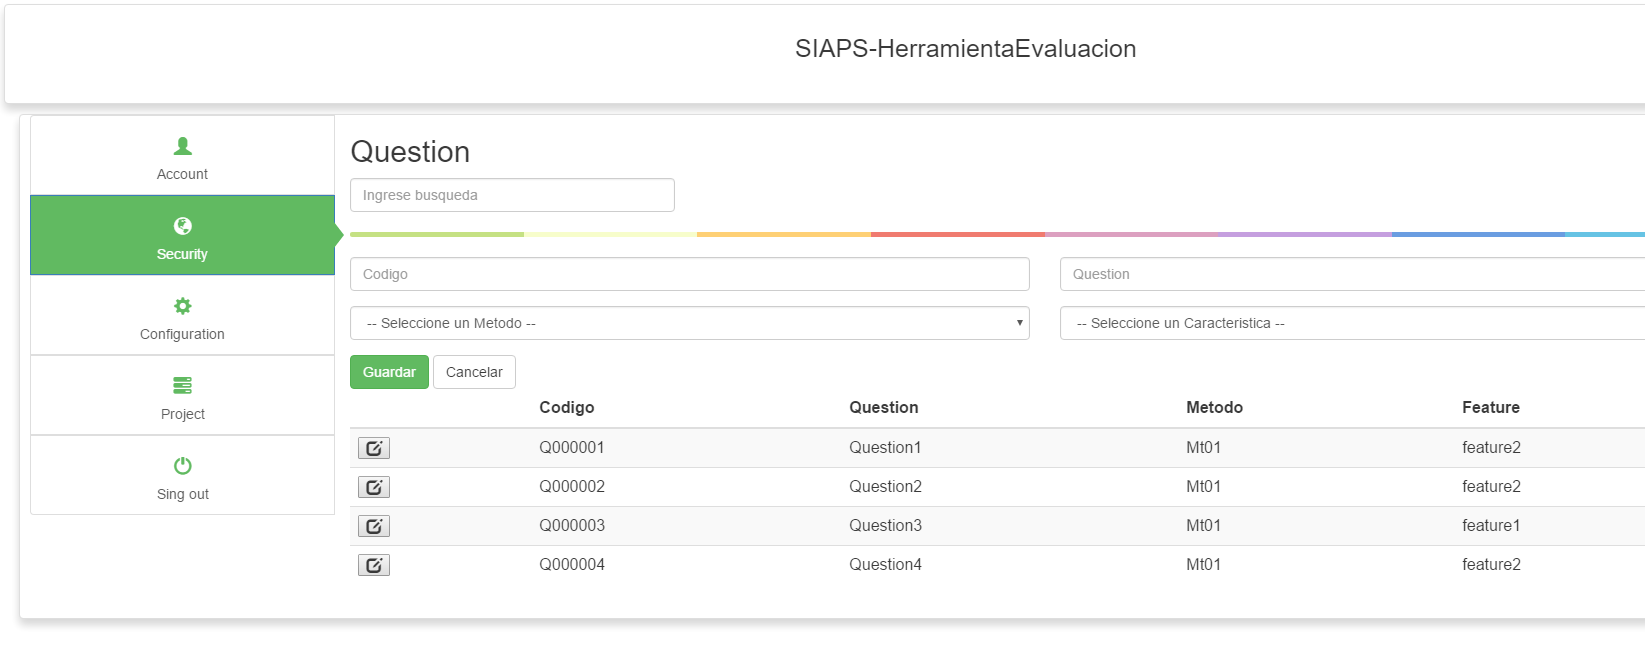 SIAPS-HerramientaEvaluacion
Account
Security
Configuration
Project
Sing out
Question
Ingrese busqueda
Codigo
Question
-- Seleccione un Metodo --
-- Seleccione un Caracteristica --
Guardar
Cancelar
Codigo Question Metodo Feature
Q000001 Question1 Mt01 feature2
Q000002 Question2 Mt01 feature2
Q000003 Question3 Mt01 feature1
Q000004 Question4 Mt01 feature2